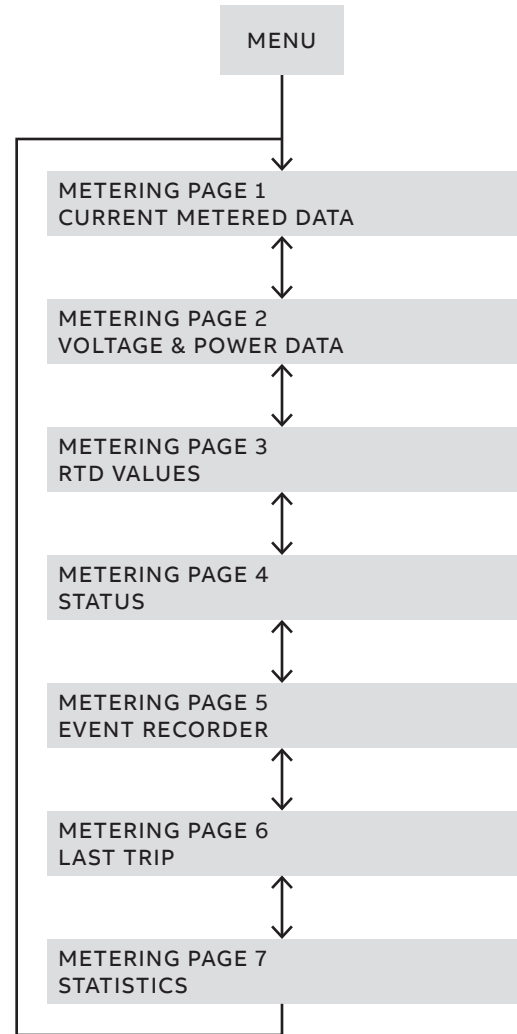 MENU
METERING PAGE 1
CURRENT METERED DATA
METERING PAGE 2
VOLTAGE & POWER DATA
METERING PAGE 3
RTD VALUES
METERING PAGE 4
STATUS
METERING PAGE 5
EVENT RECORDER
METERING PAGE 6
LAST TRIP
METERING PAGE 7
STATISTICS